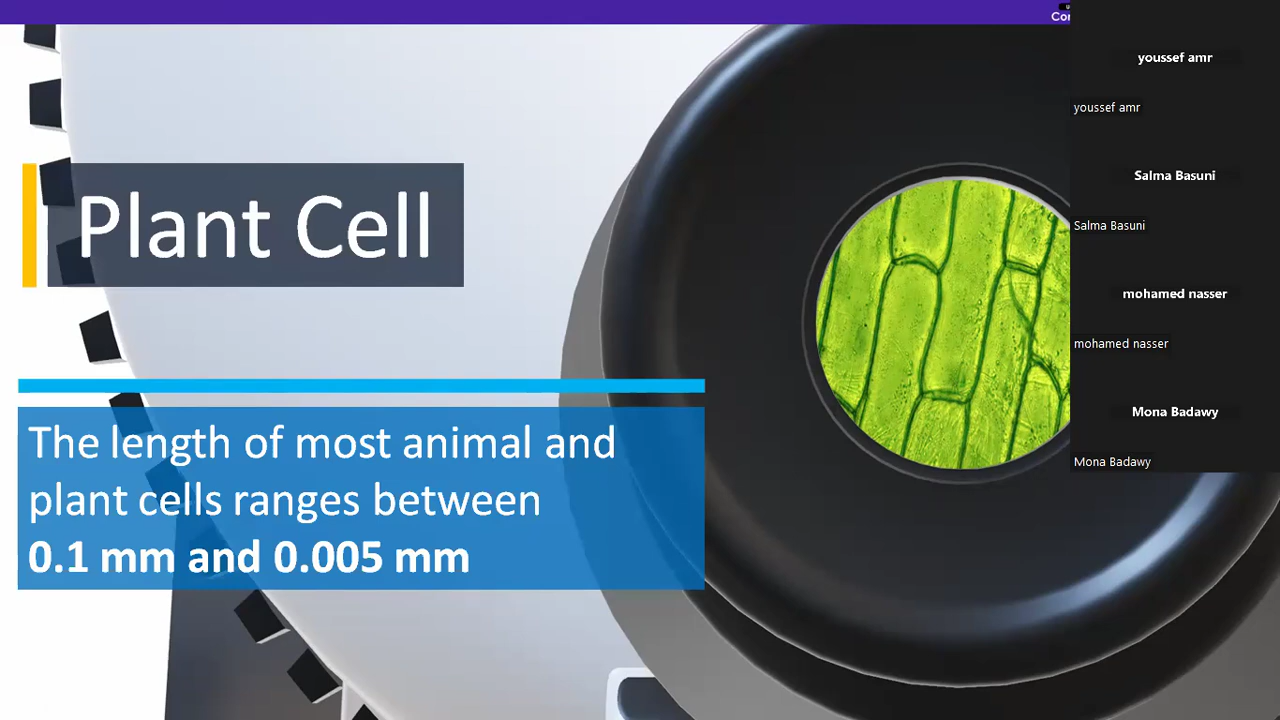 Plant Cell
The length of most animal and
plant cells ranges between
0.1 mm and 0.005 mm
youssef amr
youssef amr
Salma Basuni
Salma Basuni
mohamed nasser
mohamed nasser
Mona Badawy
Mona Badawy